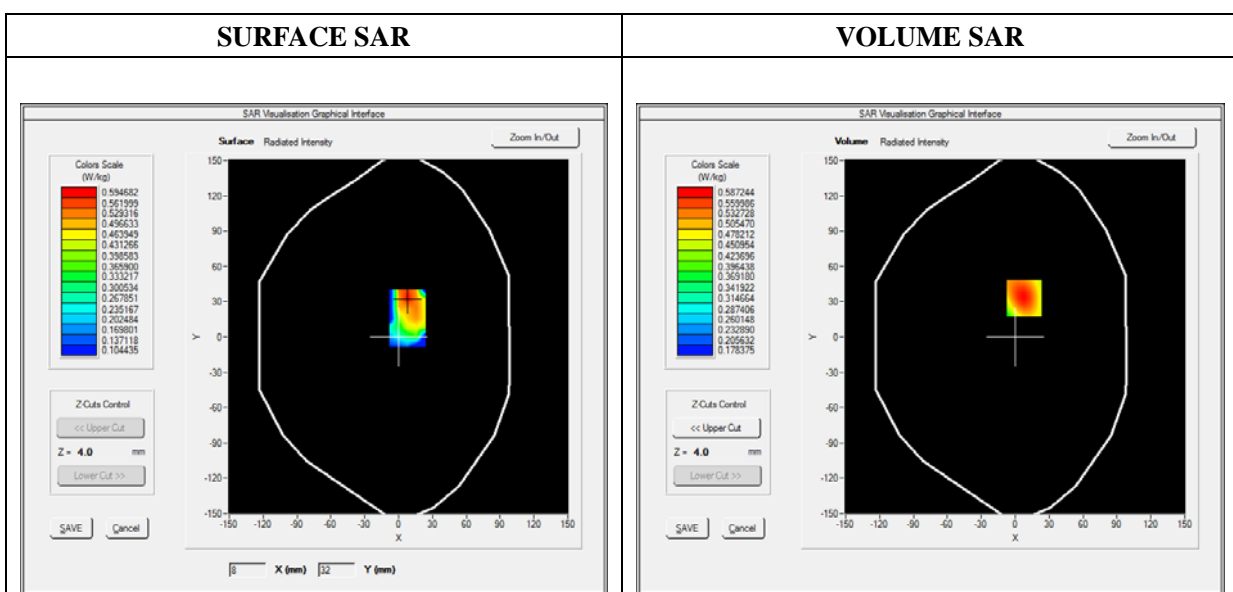 SURFACE SAR
SAR Visualisation Graphical Interface
Surface Radiated Intensity
Zoom In/Out
Colors Scale
(W/kg)
0.594682
0.561999
0.529316
0.496633
0.463949
0.431266
0.398583
0.365900
0.333217
0.300534
0.267851
0.235167
0.202484
0.169801
0.137118
0.104435
150
120
90
60
30
0
-30
-60
-90
-120
-150
Y
-150 -120 -90 -60 -30 0 30 60 90 120 150
X
Z-Cuts Control
<< Upper Cut
Z = 4.0 mm
Lower Cut >>
SAVE Cancel
8 X (mm) 32 Y (mm)
VOLUME SAR
SAR Visualisation Graphical Interface
Volume Radiated Intensity
Zoom In/Out
Colors Scale
(W/kg)
0.587244
0.559986
0.532728
0.505470
0.478212
0.450954
0.423696
0.396438
0.369180
0.341922
0.314664
0.287406
0.260148
0.232890
0.205632
0.178375
150
120
90
60
30
0
-30
-60
-90
-120
-150
Y
-150 -120 -90 -60 -30 0 30 60 90 120 150
X
Z-Cuts Control
<< Upper Cut
Z = 4.0 mm
Lower Cut >>
SAVE Cancel